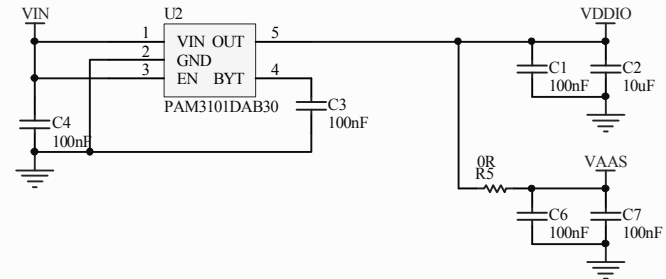 VIN
U2
VDDIO
1
VIN OUT
5
2
GND
3
EN BYT
4
PAM3101DAB30
C1
100nF
C2
10uF
C3
100nF
C4
100nF
0R
R5
VAAS
C6
100nF
C7
100nF